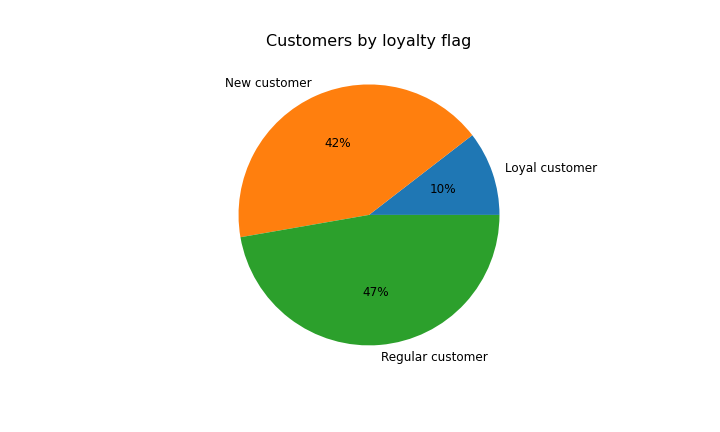 Customers by loyalty flag
New customer
42%
Loyal customer
10%
47%
Regular customer